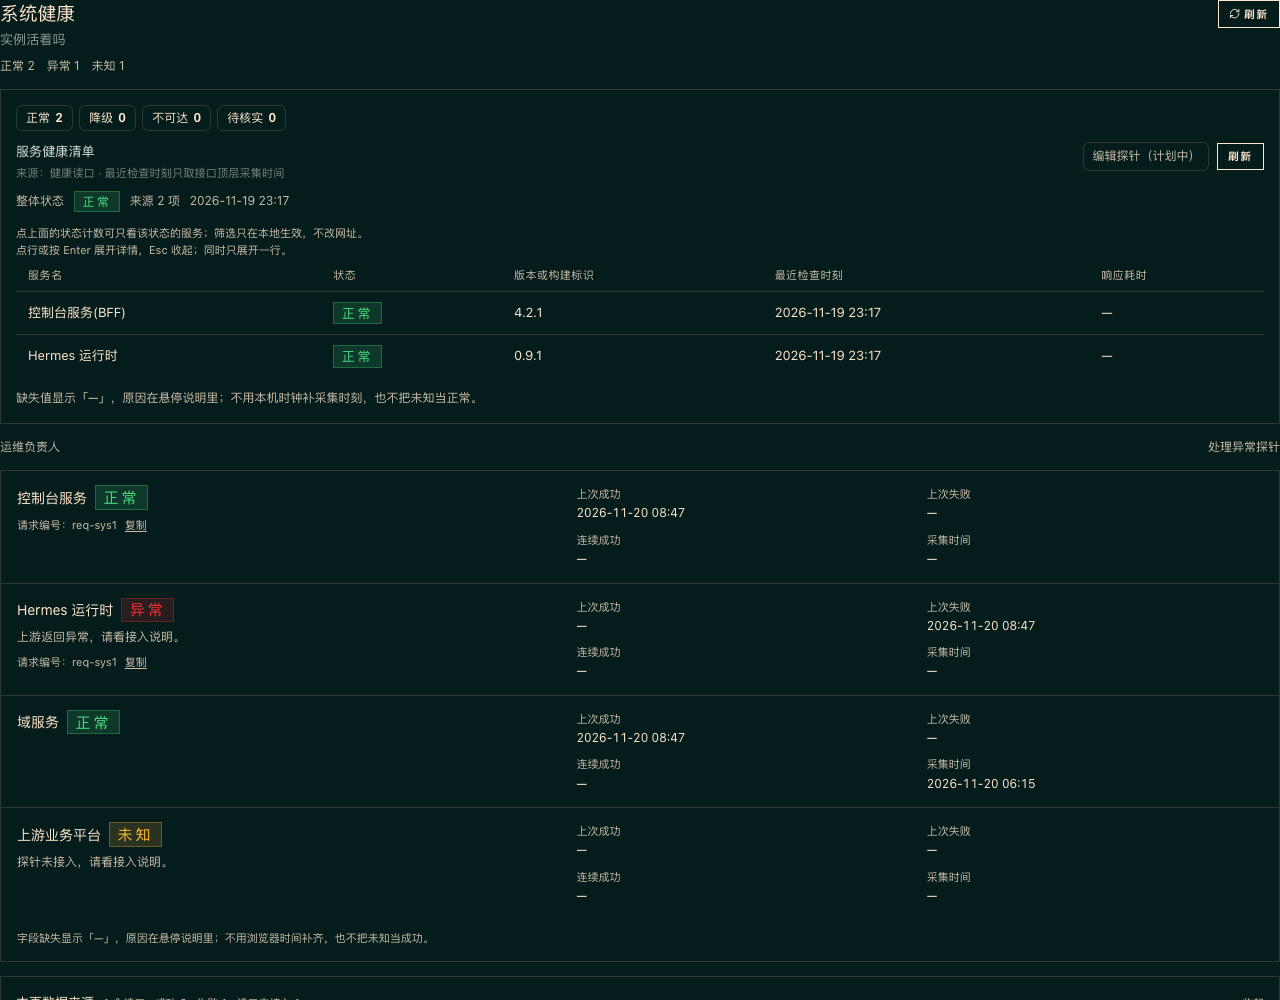 系统健康
刷新
实例活着吗
正常 2 异常 1 未知 1
正常 2 降级 0 不可达 0 待核实 0
服务健康清单
编辑探针（计划中） 刷新
来源：健康读口 · 最近检查时刻只取接口顶层采集时间
整体状态 正常 来源 2 项 2026-11-19 23:17
点上面的状态计数可只看该状态的服务；筛选只在本地生效，不改网址。
点行或按 Enter 展开详情，Esc 收起；同时只展开一行。
服务名 状态 版本或构建标识 最近检查时刻 响应耗时
控制台服务(BFF) 正常 4.2.1 2026-11-19 23:17 —
Hermes 运行时 正常 0.9.1 2026-11-19 23:17 —
缺失值显示「—」，原因在悬停说明里；不用本机时钟补采集时刻，也不把未知当正常。
运维负责人 处理异常探针
控制台服务 正常
请求编号：req-sys1 复制
上次成功 上次失败
2026-11-20 08:47 —
连续成功 采集时间
— —
Hermes 运行时 异常
上游返回异常，请看接入说明。
请求编号：req-sys1 复制
上次成功 上次失败
— 2026-11-20 08:47
连续成功 采集时间
— —
域服务 正常
上次成功 上次失败
2026-11-20 08:47 —
连续成功 采集时间
— 2026-11-20 06:15
上游业务平台 未知
探针未接入，请看接入说明。
上次成功 上次失败
— —
连续成功 采集时间
— —
字段缺失显示「—」，原因在悬停说明里；不用浏览器时间补齐，也不把未知当成功。